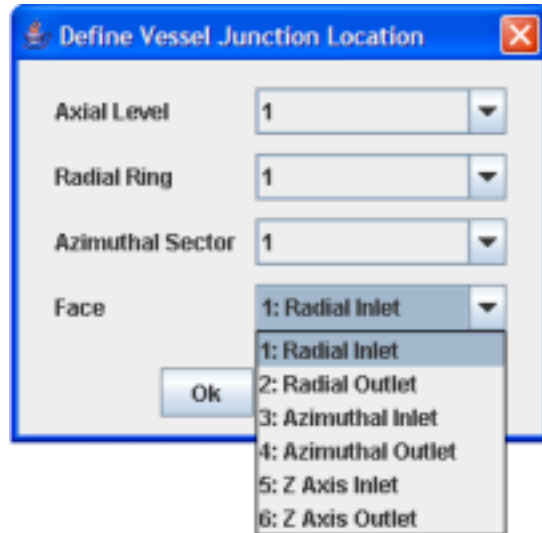 Define Vessel Junction Location
Axial Level 1
Radial Ring 1
Azimuthal Sector 1
Face 1: Radial Inlet
1: Radial Inlet
Ok
2: Radial Outlet
3: Azimuthal Inlet
4: Azimuthal Outlet
5: Z Axis Inlet
6: Z Axis Outlet